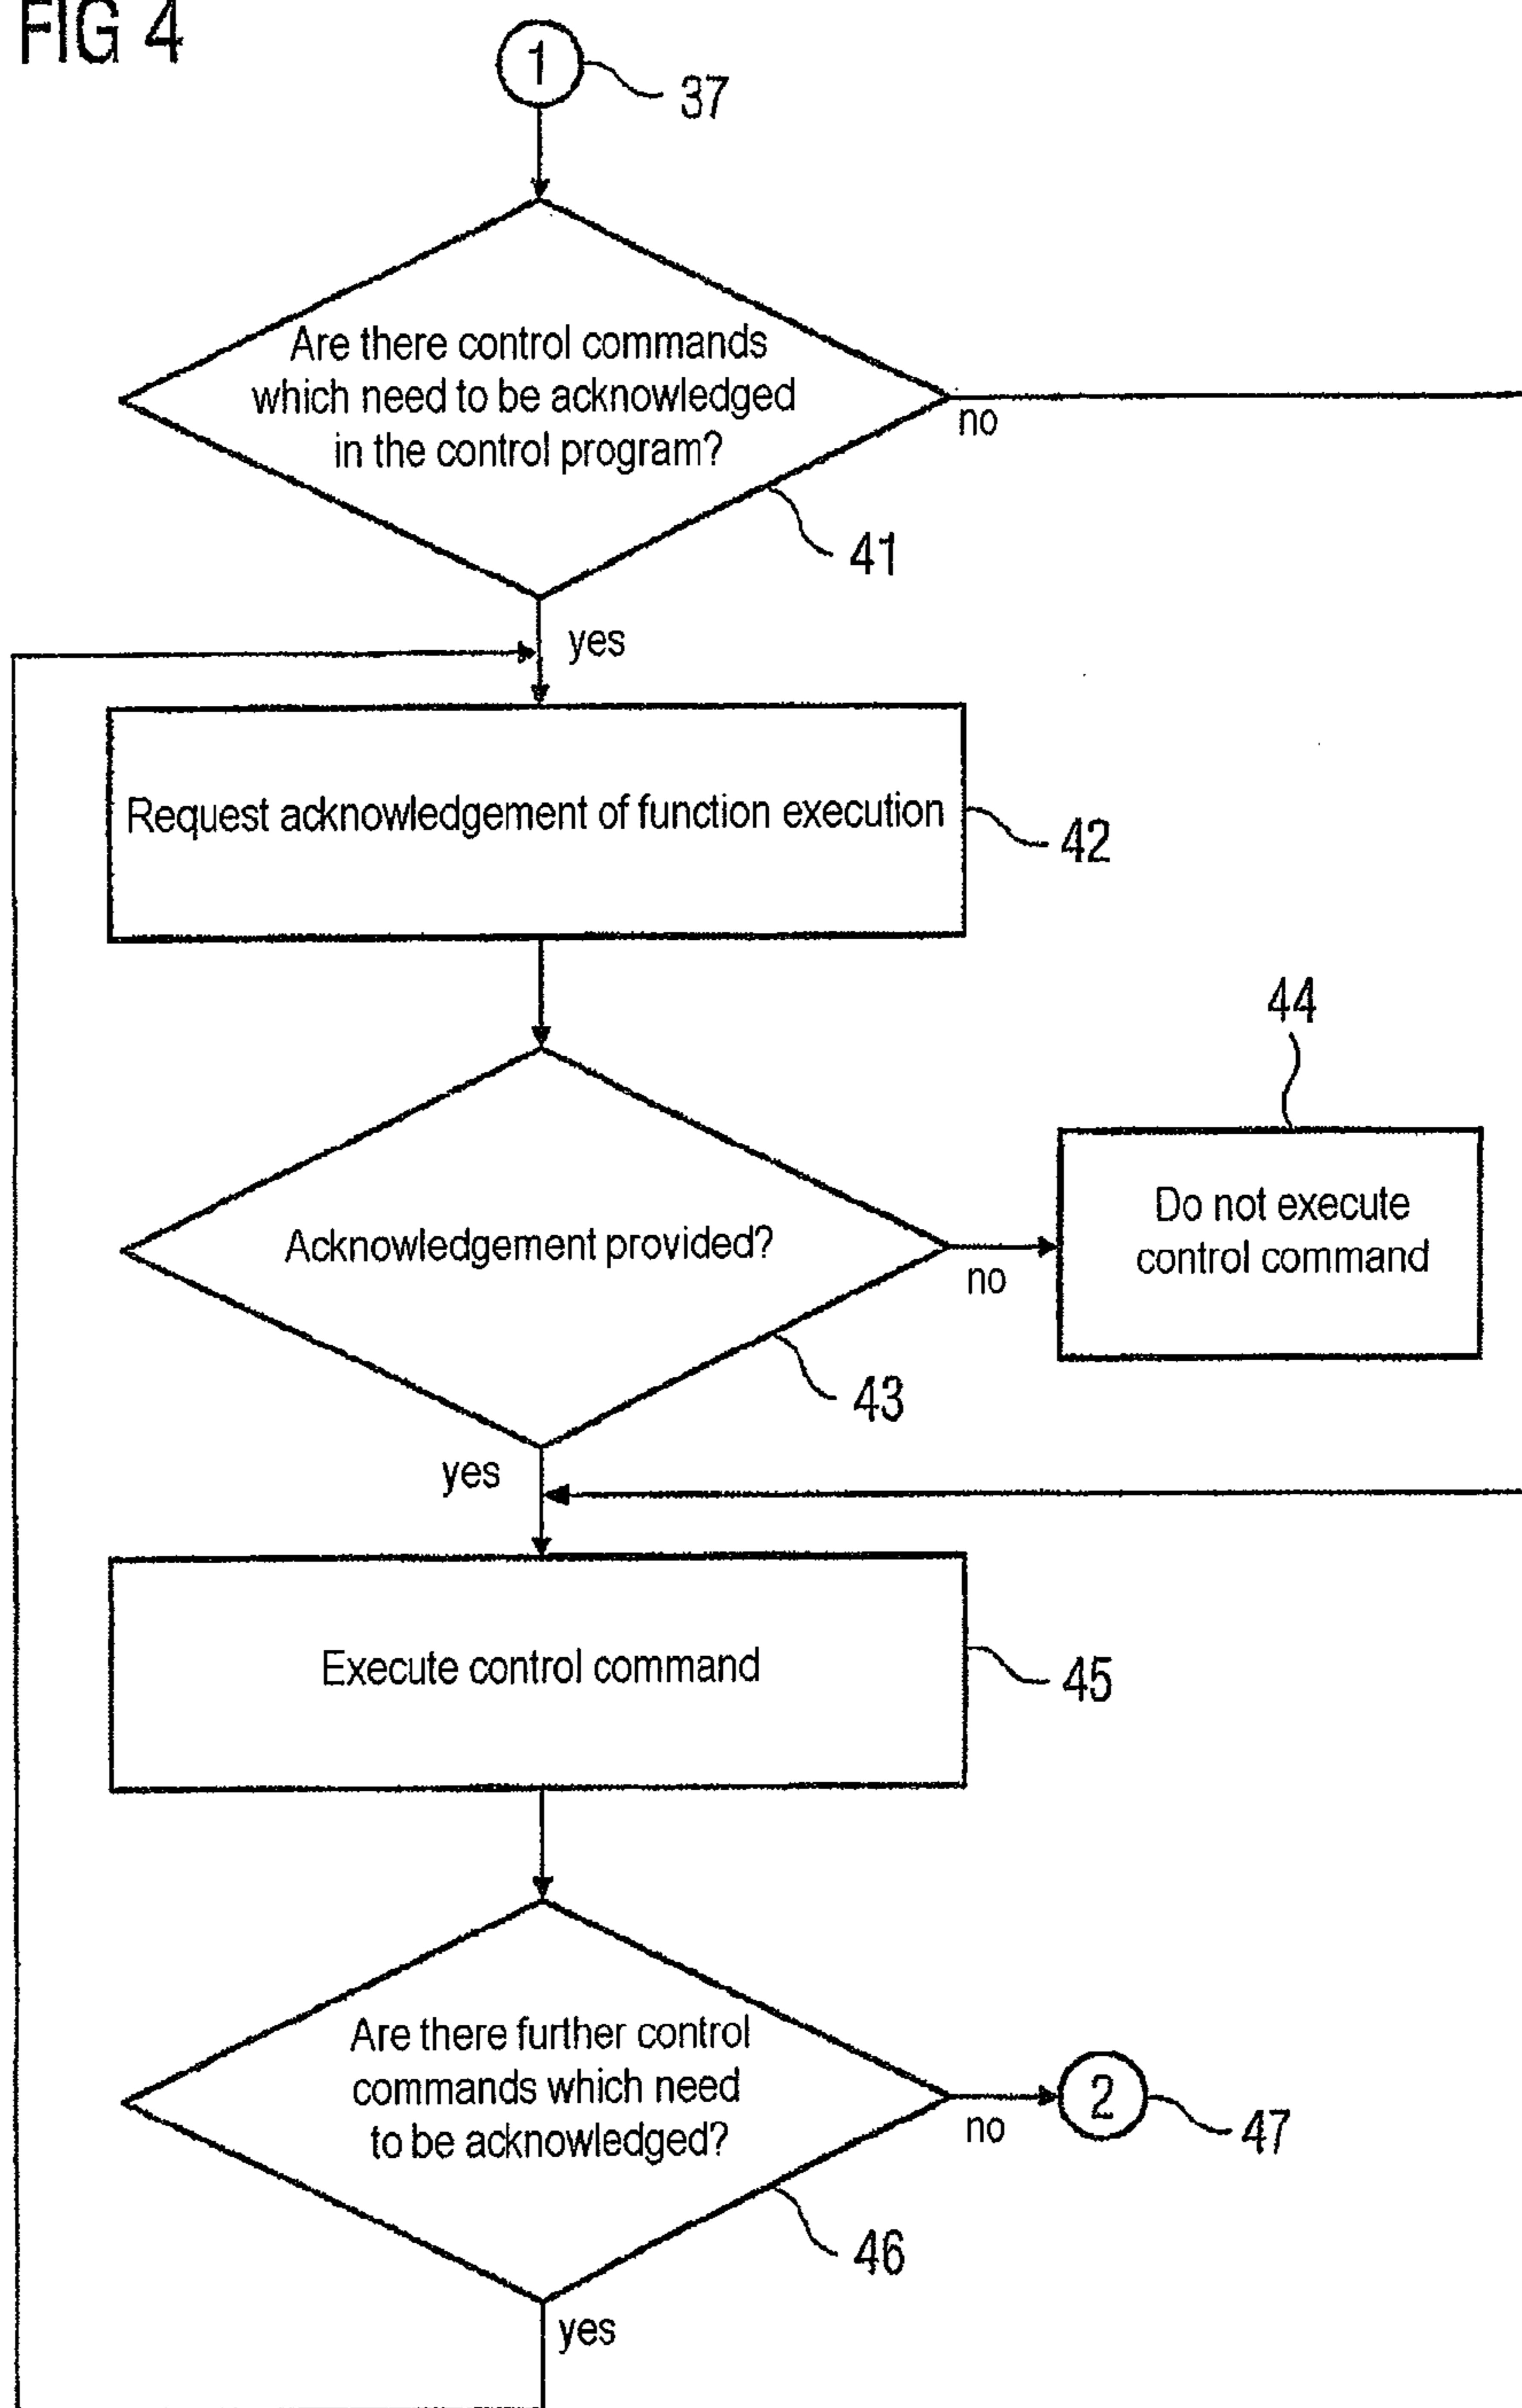 FIG 4
1
37
Are there control commands
which need to be acknowledged
in the control program?
no
41
yes
Request acknowledgement of function execution
42
44
Do not execute
control command
Acknowledgement provided?
no
43
yes
Execute control command
45
Are there further control
commands which need
to be acknowledged?
no
2
47
46
yes